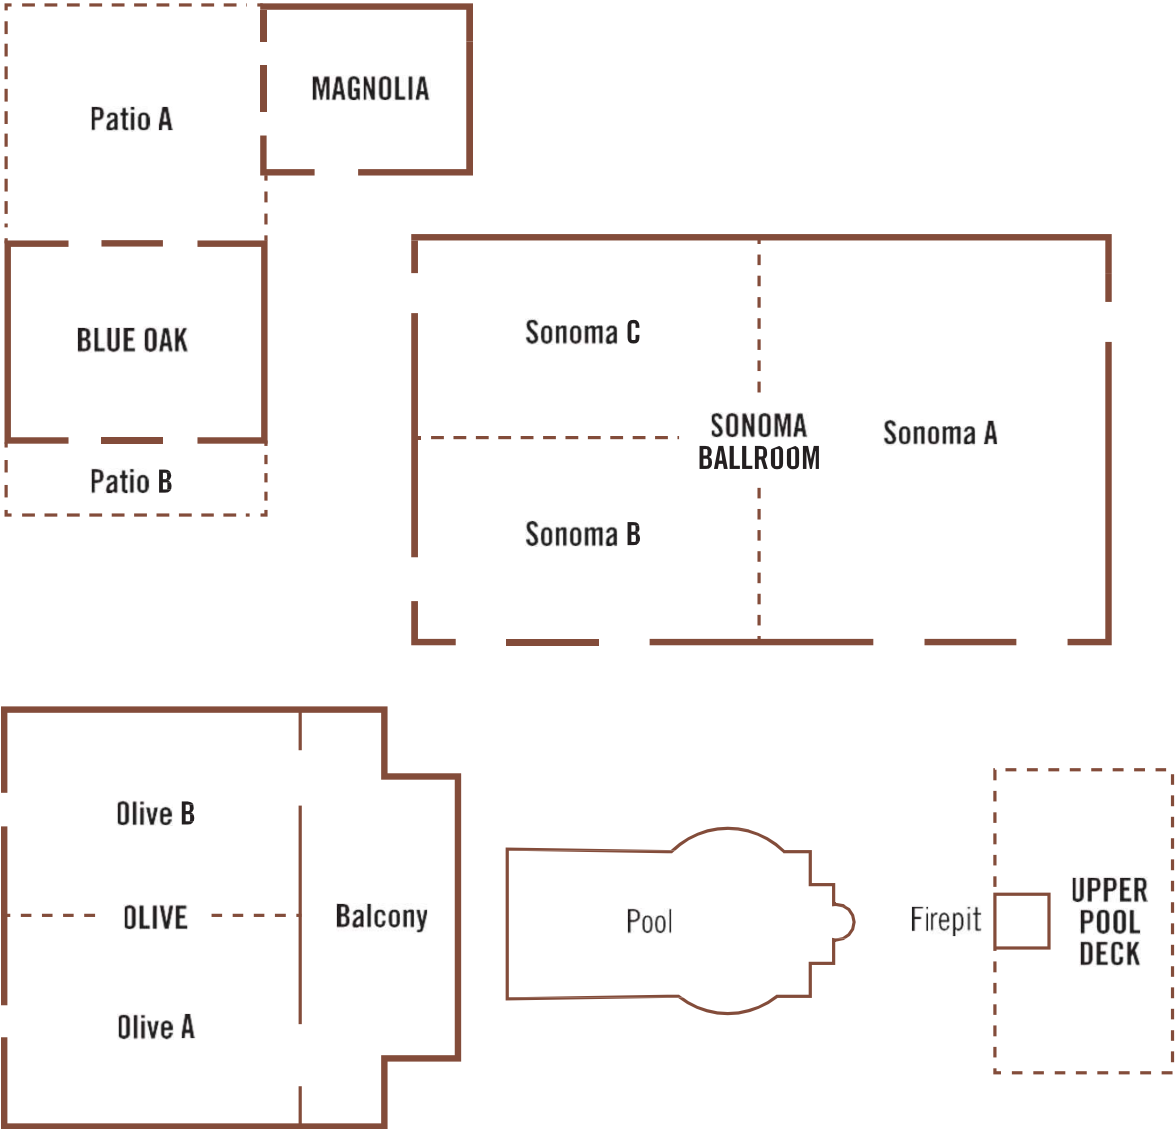 MAGNOLIA
Patio A
BLUE OAK
Patio B
Sonoma C
SONOMA
BALLROOM
Sonoma A
Sonoma B
Olive B
OLIVE
Balcony
Olive A
Pool
Firepit
UPPER
POOL
DECK